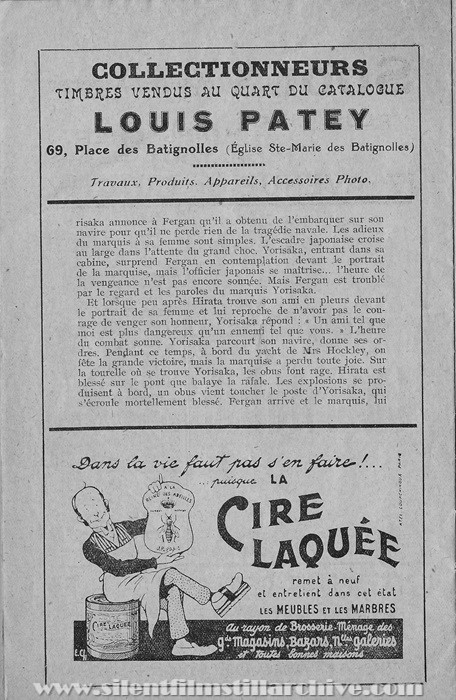 COLLECTIONNEURS
TIMBRES VENDUS AU QUART DU CATALOGUE
LOUIS PATEY
69, Place des Batignolles (Église Ste-Marie des Batignolles)
Travaux, Produits, Appareils, Accessoires Photo.
risaka annonce à Fergan qu'il a obtenu de l'embarquer sur son
navire pour qu'il ne perde rien de la tragédie navale. Les adieux
du marquis à sa femme sont simples. L'escadre japonaise croise
au large dans l'attente du grand choc. Yorisaka, entrant dans sa
cabine, surprend Fergan en contemplation devant le portrait
de la marquise, mais l'officier japonais se maîtrise... l'heure de
la vengeance n'est pas encore sonnée. Mais Fergan est troublé
par le regard et les paroles du marquis Yorisaka.
Et lorsque peu après Hirata trouve son ami en pleurs devant
le portrait de sa femme et lui reproche de n'avoir pas le cou-
rage de venger son honneur, Yorisaka répond : « Un ami tel que
moi est plus dangereux qu'un ennemi tel que vous. » L'heure
du combat sonne. Yorisaka parcourt son navire, donne ses or-
dres. Pendant ce temps, à bord du yacht de Mrs Hockley, on
fête la grande victoire, mais la marquise a perdu toute joie. Sur
la tourelle où se trouve Yorisaka, les obus font rage. Hirata est
blessé sur le pont que balaye la rafale. Les explosions se pro-
duisent à bord, un obus vient toucher le poste d'Yorisaka, qui
s'écroule mortellement blessé. Fergan arrive et le marquis, lui
Dans la vie faut pas s'en faire!...
...puisque LA
CIRE
LAQUÉE
A LA
REINE DES ABEILLES
CIRE
LAQUÉE
remet à neuf
et entretient dans cet état
LES MEUBLES ET LES MARBRES
au rayon de Brosserie-Ménage des
gds Magasins, Bazars, Nlles galeries
et toutes bonnes maisons
www.silentfilmstillarchive.com